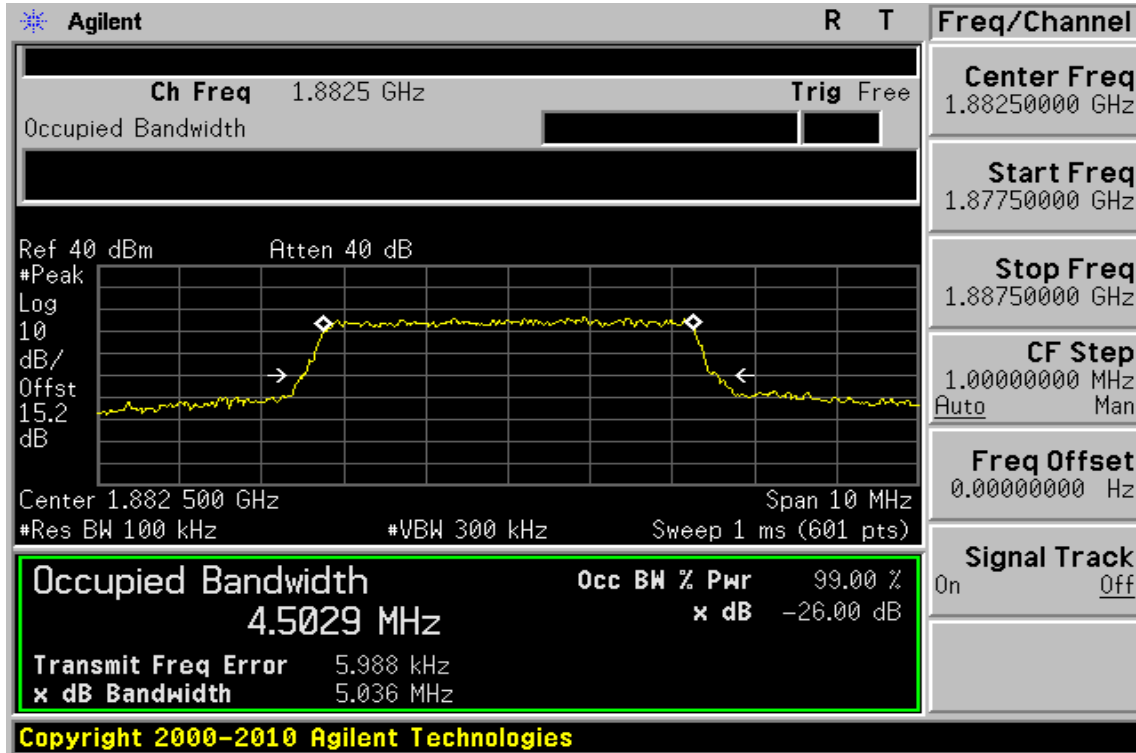 Agilent R T
Freq/Channel
Ch Freq 1.8825 GHz Trig Free
Occupied Bandwidth
Center Freq
1.88250000 GHz
Start Freq
1.87750000 GHz
Stop Freq
1.88750000 GHz
CF Step
1.00000000 MHz
Auto Man
Freq Offset
0.00000000 Hz
Signal Track
On Off
Ref 40 dBm Atten 40 dB
#Peak
Log
10
dB/
Offst
15.2
dB
Center 1.882 500 GHz Span 10 MHz
#Res BW 100 kHz #VBW 300 kHz Sweep 1 ms (601 pts)
Occupied Bandwidth Occ BW % Pwr 99.00 %
4.5029 MHz x dB -26.00 dB
Transmit Freq Error 5.988 kHz
x dB Bandwidth 5.036 MHz
Copyright 2000-2010 Agilent Technologies